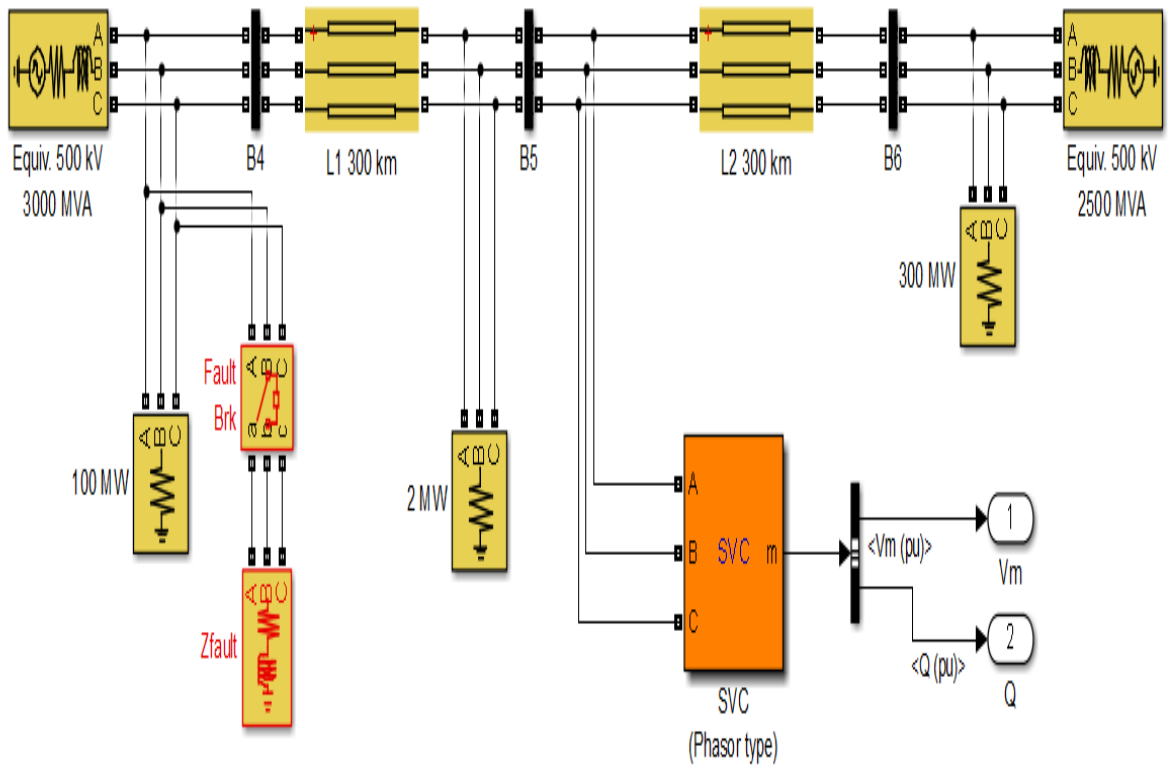 A
B
C
A
B
C
Equiv. 500 kV
3000 MVA
B4
L1 300 km
B5
L2 300 km
B6
Equiv. 500 kV
2500 MVA
A B C
300 MW
Fault
Brk
A B C
a b c
A B C
100 MW
A B C
2 MW
A
B
C
SVC
m
<Vm (pu)>
1
Vm
<Q (pu)>
2
Q
A B C
Zfault
SVC
(Phasor type)